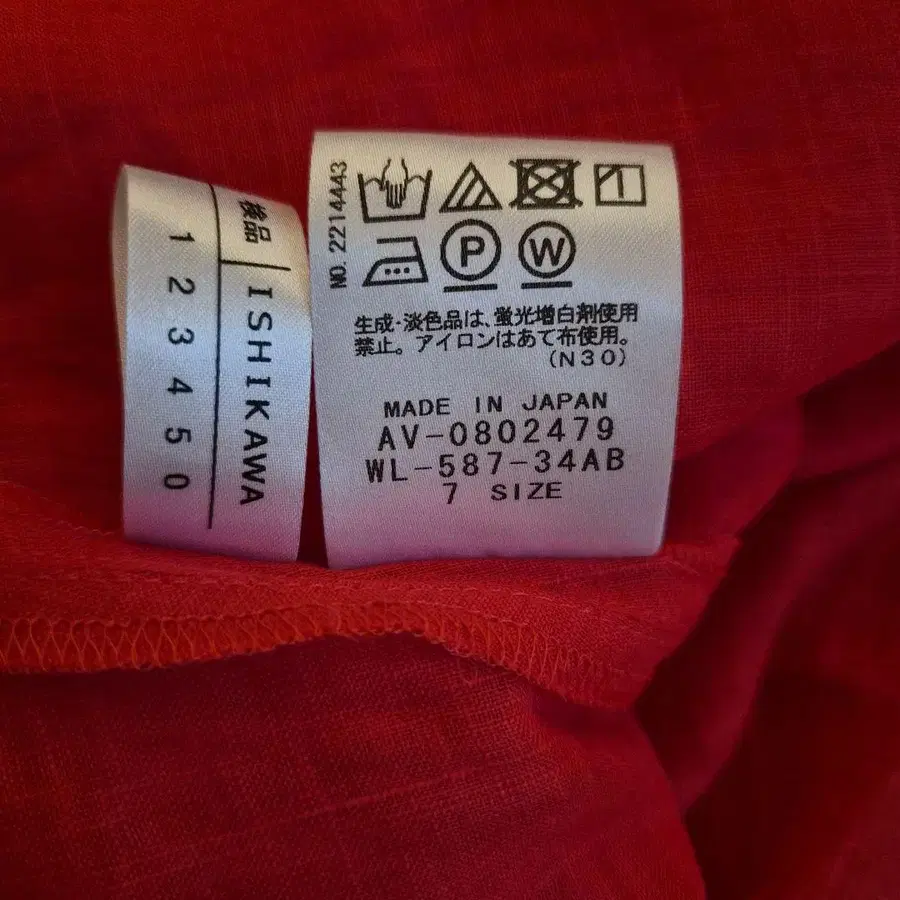 検品
ISHIKAWA
1 2 3 4 5 0
NO. 2214443
P
W
生成・淡色品は、蛍光増白剤使用
禁止。アイロンはあて布使用。
(N30)
MADE IN JAPAN
AV-0802479
WL-587-34AB
7 SIZE